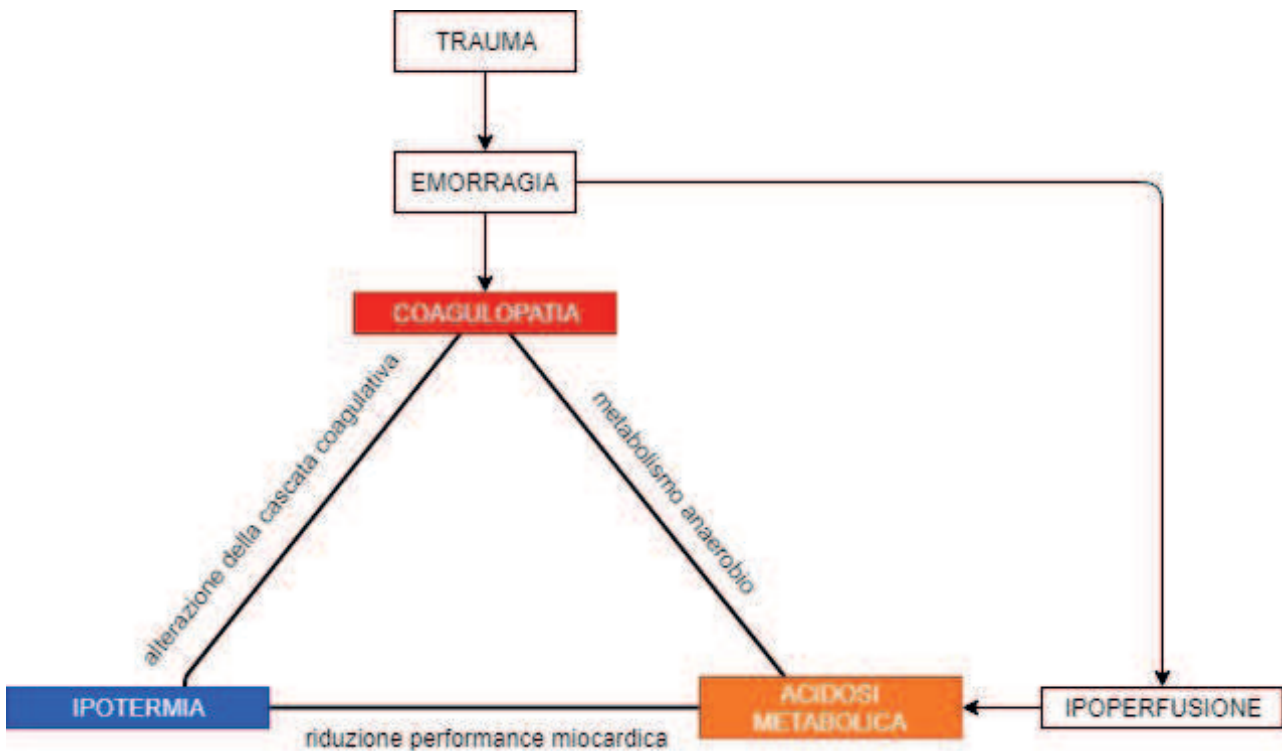 TRAUMA
EMORRAGIA
COAGULOPATIA
alterazione della cascata coagulativa
metabolismo anaerobio
IPOTERMIA
ACIDOSI
METABOLICA
IPOPERFUSIONE
riduzione performance miocardica